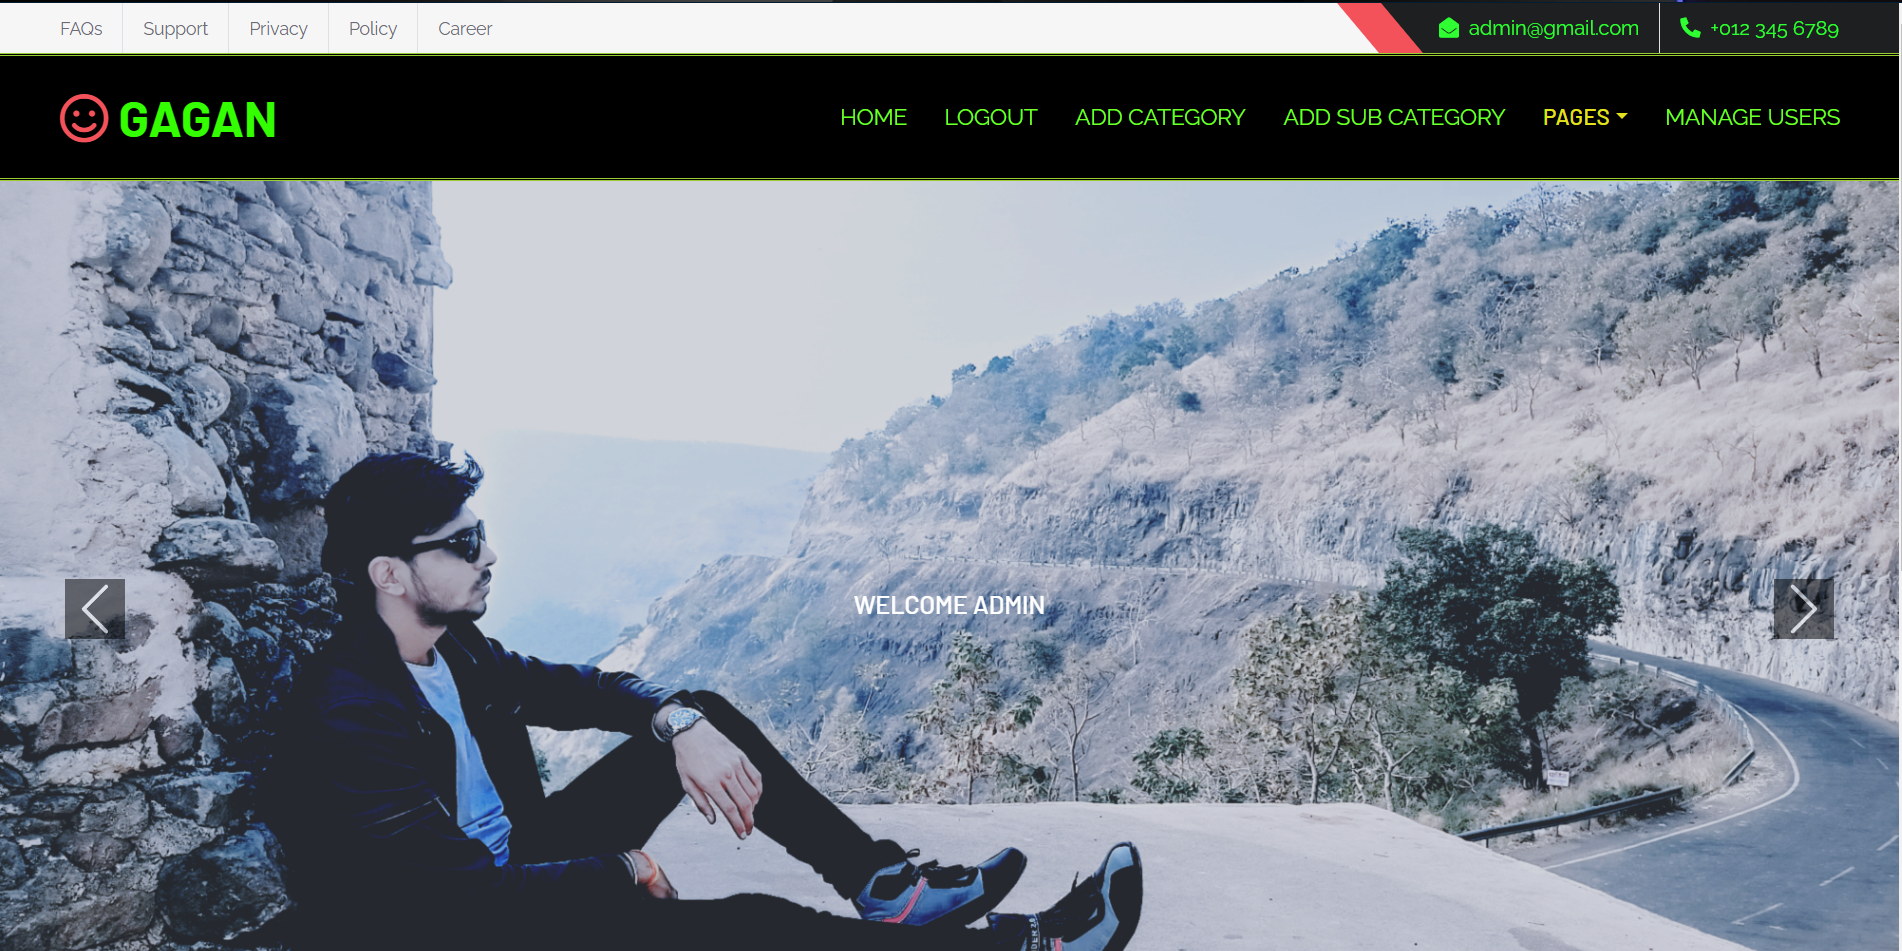 FAQs Support Privacy Policy Career admin@gmail.com +012 345 6789
GAGAN HOME LOGOUT ADD CATEGORY ADD SUB CATEGORY PAGES MANAGE USERS
WELCOME ADMIN